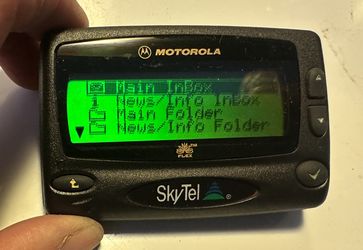 MOTOROLA
Main InBox
News/Info InBox
Main Folder
News/Info Folder
FLEX
SkyTel